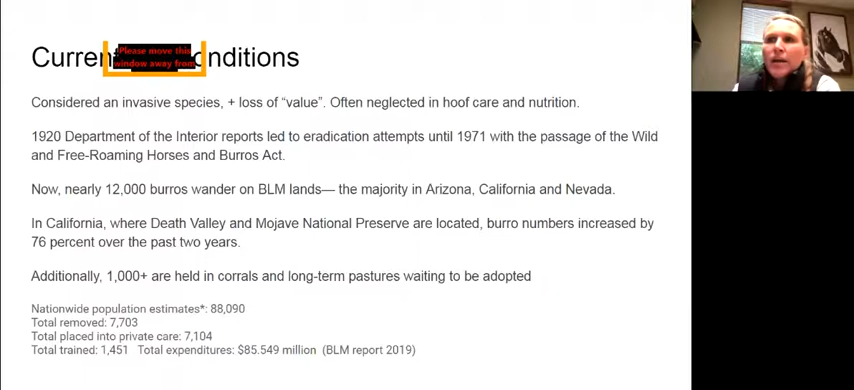 Curren nditions
Please move this
window away from
Considered an invasive species, + loss of “value”. Often neglected in hoof care and nutrition.
1920 Department of the Interior reports led to eradication attempts until 1971 with the passage of the Wild
and Free-Roaming Horses and Burros Act.
Now, nearly 12,000 burros wander on BLM lands— the majority in Arizona, California and Nevada.
In California, where Death Valley and Mojave National Preserve are located, burro numbers increased by
76 percent over the past two years.
Additionally, 1,000+ are held in corrals and long-term pastures waiting to be adopted
Nationwide population estimates*: 88,090
Total removed: 7,703
Total placed into private care: 7,104
Total trained: 1,451 Total expenditures: $85.549 million (BLM report 2019)